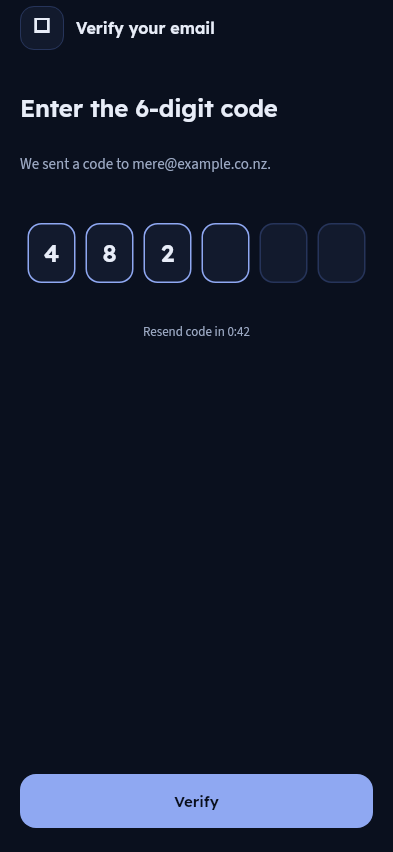 Verify your email
Enter the 6-digit code
We sent a code to mere@example.co.nz.
4 8 2
Resend code in 0:42
Verify